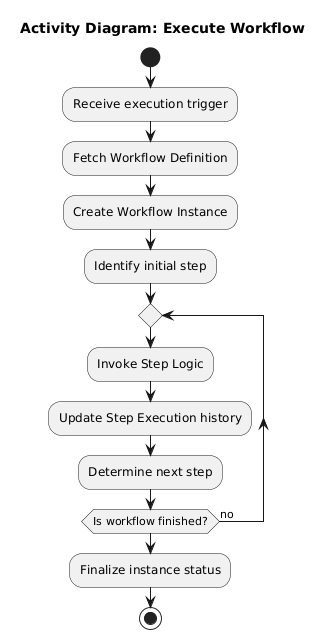 Activity Diagram: Execute Workflow
Receive execution trigger
Fetch Workflow Definition
Create Workflow Instance
Identify initial step
Invoke Step Logic
Update Step Execution history
Determine next step
Is workflow finished?
no
Finalize instance status